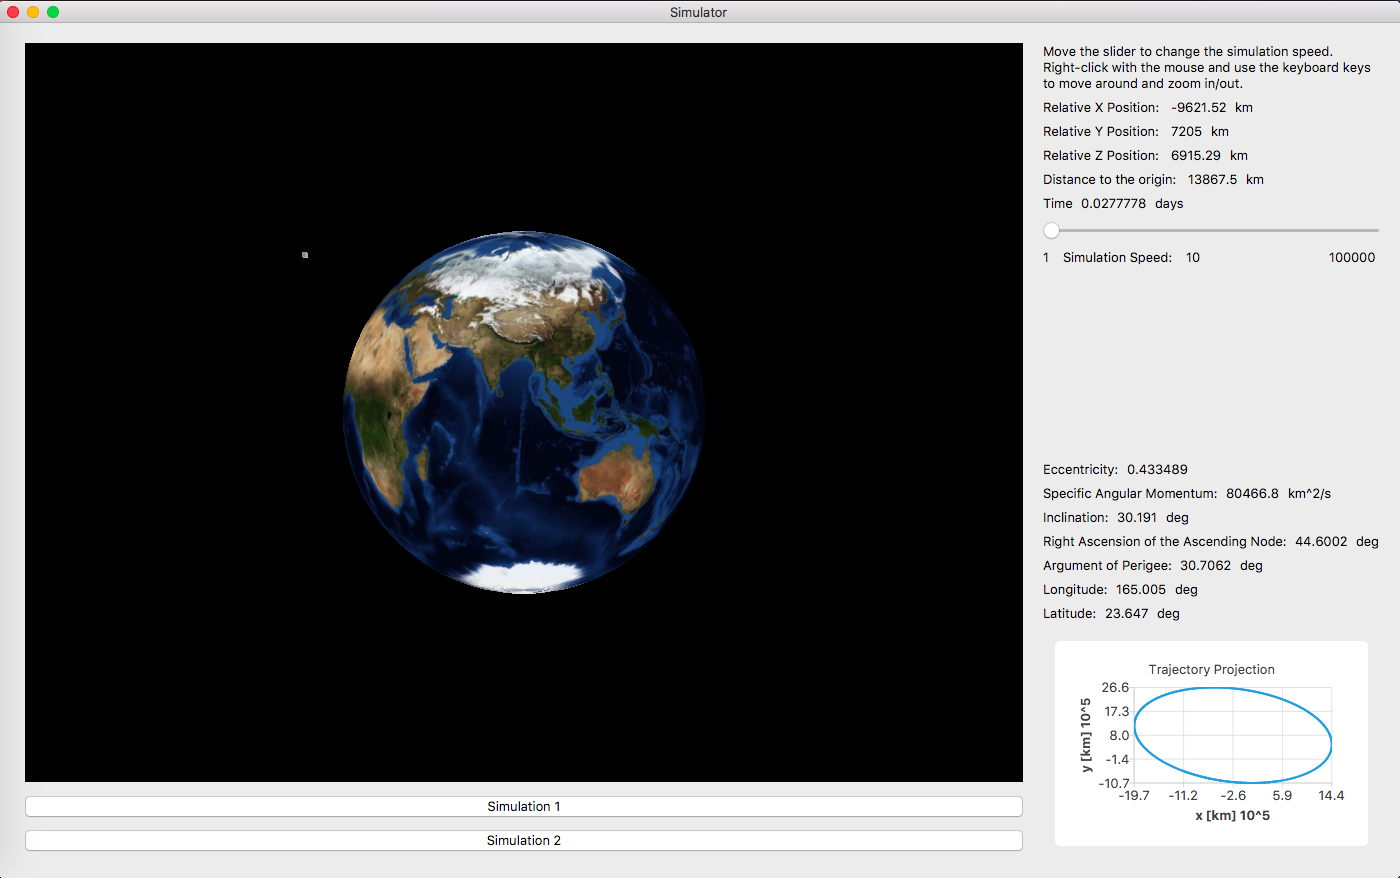 Simulator
Move the slider to change the simulation speed.
Right-click with the mouse and use the keyboard keys
to move around and zoom in/out.
Relative X Position: -9621.52 km
Relative Y Position: 7205 km
Relative Z Position: 6915.29 km
Distance to the origin: 13867.5 km
Time 0.0277778 days
1 Simulation Speed: 10 100000
Eccentricity: 0.433489
Specific Angular Momentum: 80466.8 km^2/s
Inclination: 30.191 deg
Right Ascension of the Ascending Node: 44.6002 deg
Argument of Perigee: 30.7062 deg
Longitude: 165.005 deg
Latitude: 23.647 deg
Trajectory Projection
26.6
17.3
8.0
-1.4
-10.7
y [km] 10^5
-19.7 -11.2 -2.6 5.9 14.4
x [km] 10^5
Simulation 1
Simulation 2